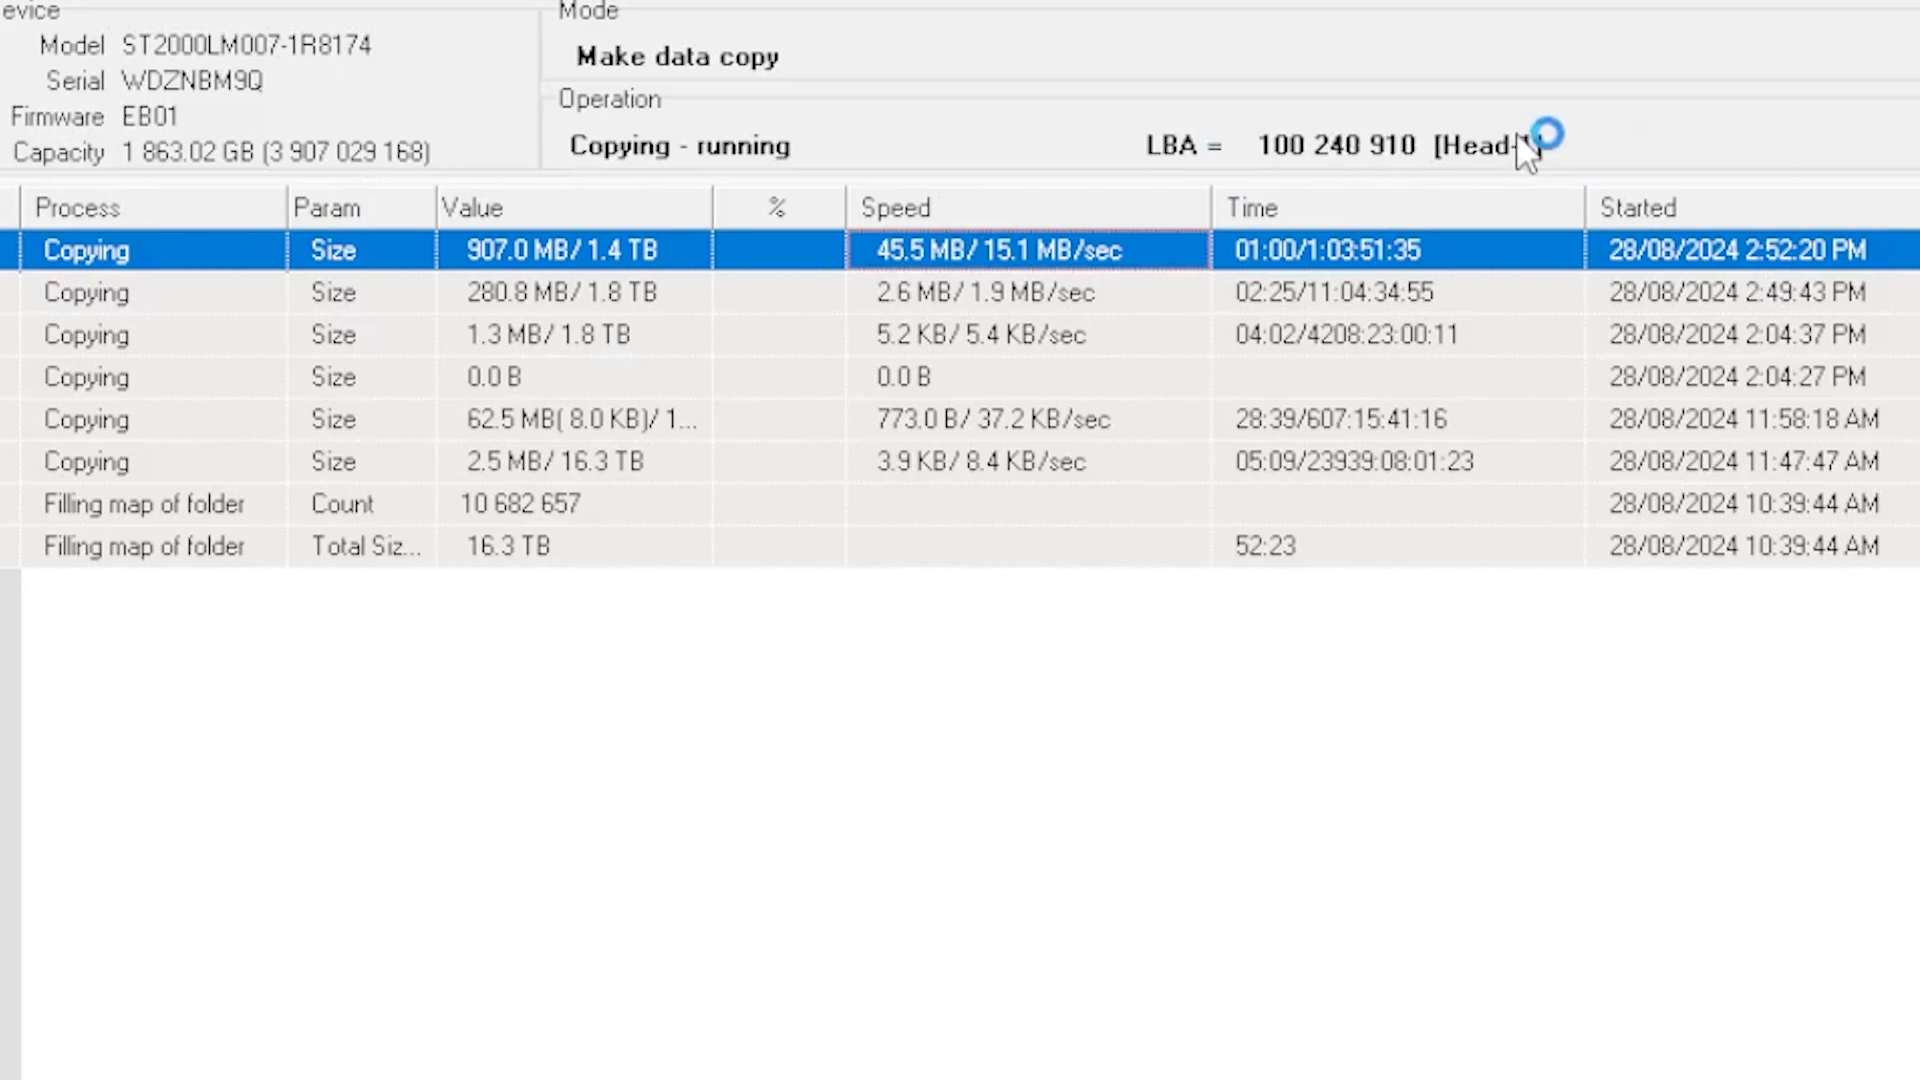 evice
Mode
Model ST2000LM007-1R8174
Make data copy
Serial WDZNBM9Q
Firmware EB01
Operation
Capacity 1 863.02 GB (3 907 029 168)
Copying - running LBA = 100 240 910 [Head-
Process Param Value % Speed Time Started
Copying Size 907.0 MB/ 1.4 TB 45.5 MB/ 15.1 MB/sec 01:00/1:03:51:35 28/08/2024 2:52:20 PM
Copying Size 280.8 MB/ 1.8 TB 2.6 MB/ 1.9 MB/sec 02:25/11:04:34:55 28/08/2024 2:49:43 PM
Copying Size 1.3 MB/ 1.8 TB 5.2 KB/ 5.4 KB/sec 04:02/4208:23:00:11 28/08/2024 2:04:37 PM
Copying Size 0.0 B 0.0 B 28/08/2024 2:04:27 PM
Copying Size 62.5 MB( 8.0 KB)/ 1... 773.0 B/ 37.2 KB/sec 28:39/607:15:41:16 28/08/2024 11:58:18 AM
Copying Size 2.5 MB/ 16.3 TB 3.9 KB/ 8.4 KB/sec 05:09/23939:08:01:23 28/08/2024 11:47:47 AM
Filling map of folder Count 10 682 657 28/08/2024 10:39:44 AM
Filling map of folder Total Siz... 16.3 TB 52:23 28/08/2024 10:39:44 AM